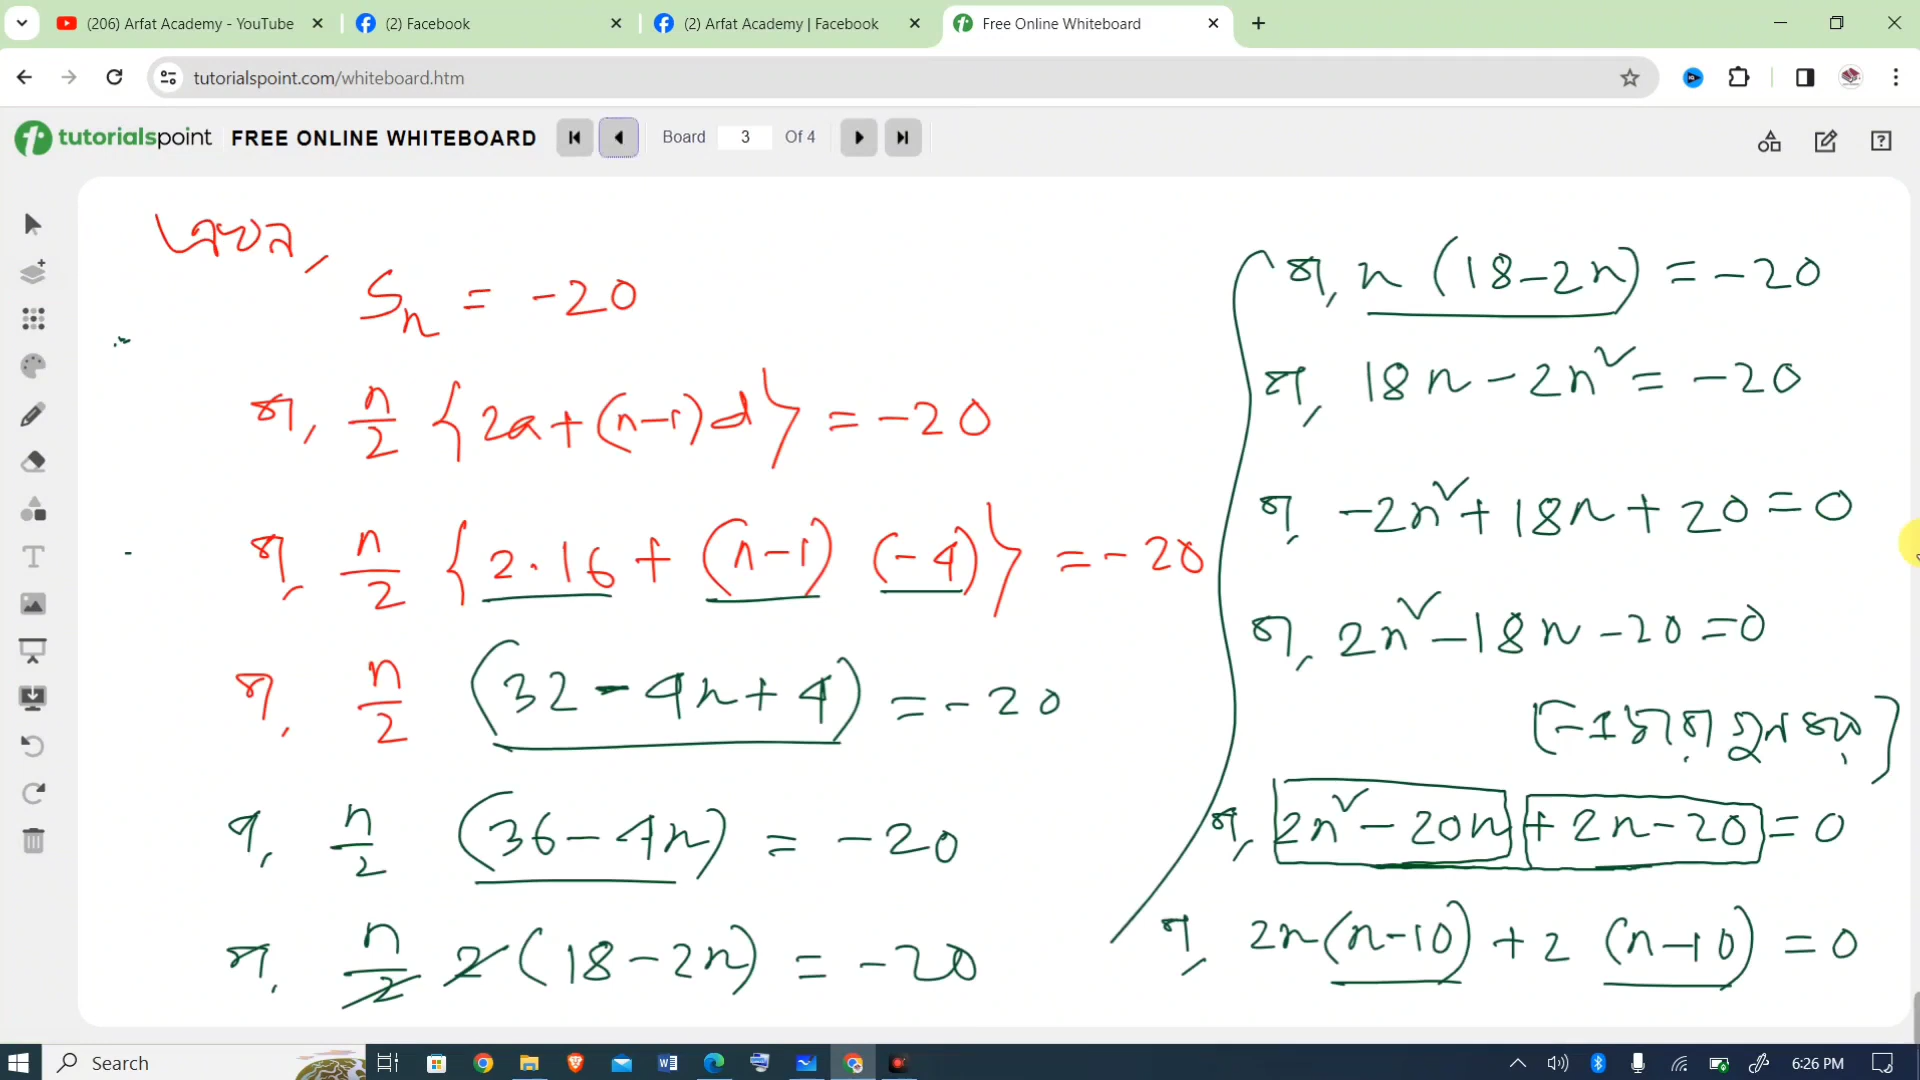 (206) Arfat Academy - YouTube
(2) Facebook
(2) Arfat Academy | Facebook
Free Online Whiteboard
tutorialspoint.com/whiteboard.htm
tutorialspoint FREE ONLINE WHITEBOARD Board 3 Of 4
Sn = -20
বা, n/2 {2a+(n-1)d} = -20
বা, n/2 {2.16 + (n-1) (-4)} = -20
বা, n/2 (32 - 4n + 4) = -20
বা, n/2 (36 - 4n) = -20
বা, n/2 2 (18 - 2n) = -20
বা, n (18-2n) = -20
বা, 18n - 2n² = -20
বা, -2n² + 18n + 20 = 0
বা, 2n² - 18n - 20 = 0
[-1 দ্বারা গুন করে]
বা, 2n² - 20n + 2n - 20 = 0
বা, 2n(n-10) + 2 (n-10) = 0
Search
6:26 PM